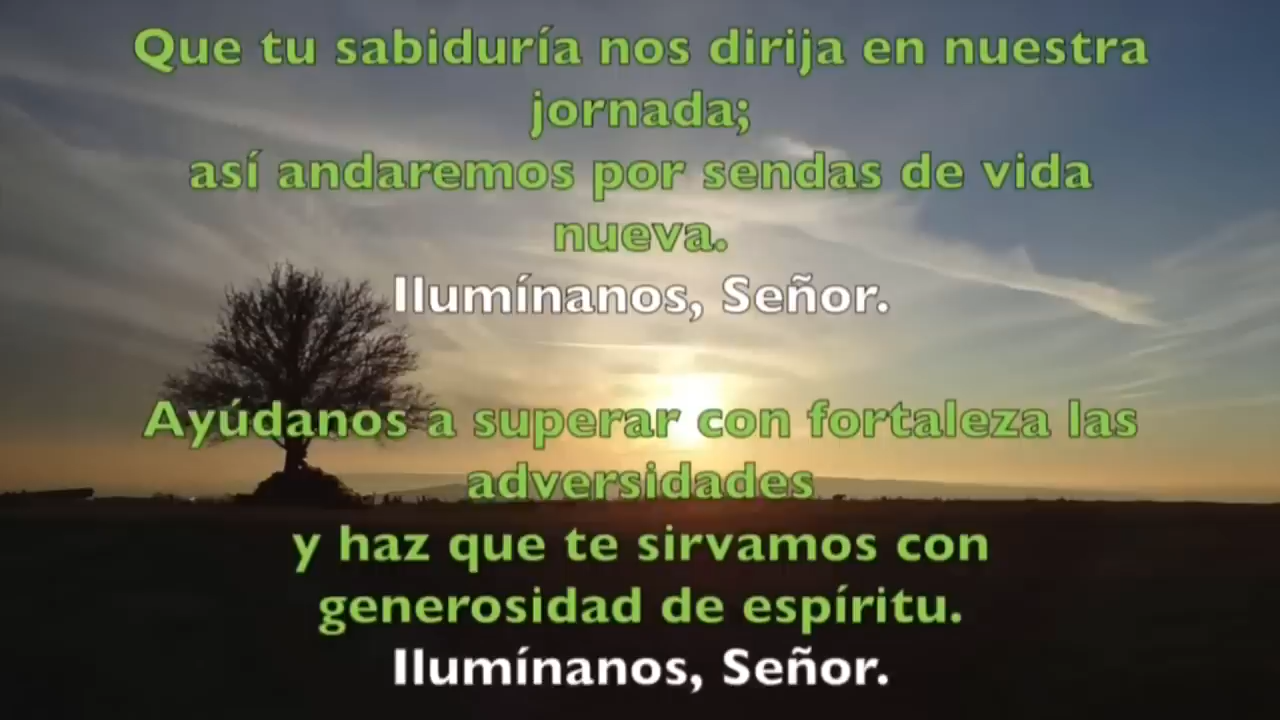 Que tu sabiduría nos dirija en nuestra
jornada;
así andaremos por sendas de vida
nueva.
Ilumínanos, Señor.
Ayúdanos a superar con fortaleza las
adversidades
y haz que te sirvamos con
generosidad de espíritu.
Ilumínanos, Señor.